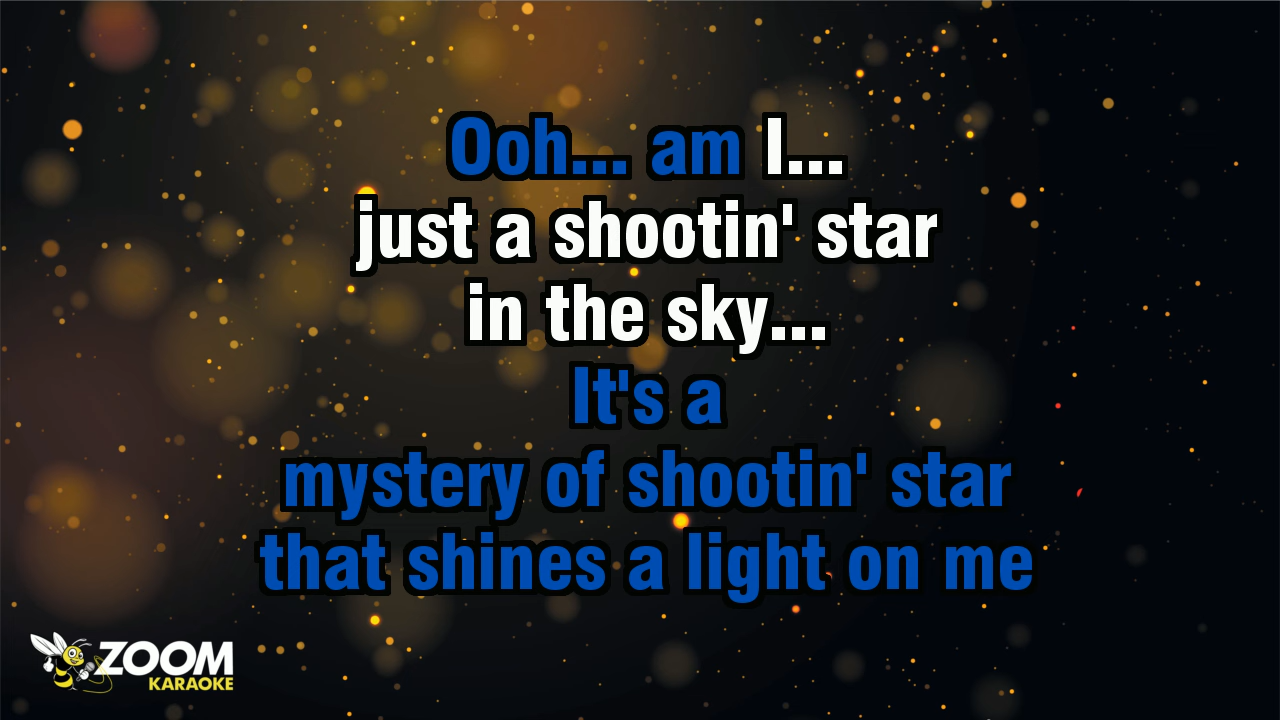 Ooh... am I...
just a shootin' star
in the sky...
It's a
mystery of shootin' star
that shines a light on me
ZOOM
KARAOKE